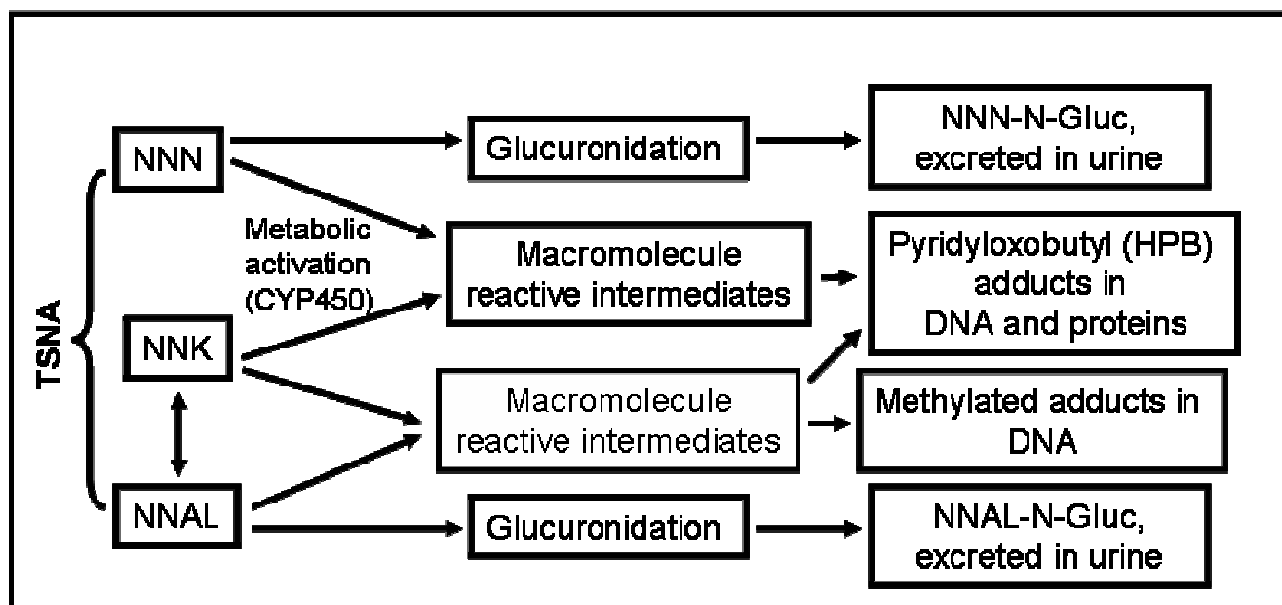 TSNA
NNN
Metabolic
activation
(CYP450)
NNK
NNAL
Glucuronidation
Macromolecule
reactive intermediates
Macromolecule
reactive intermediates
Glucuronidation
NNN-N-Gluc,
excreted in urine
Pyridyloxobutyl (HPB)
adducts in
DNA and proteins
Methylated adducts in
DNA
NNAL-N-Gluc,
excreted in urine